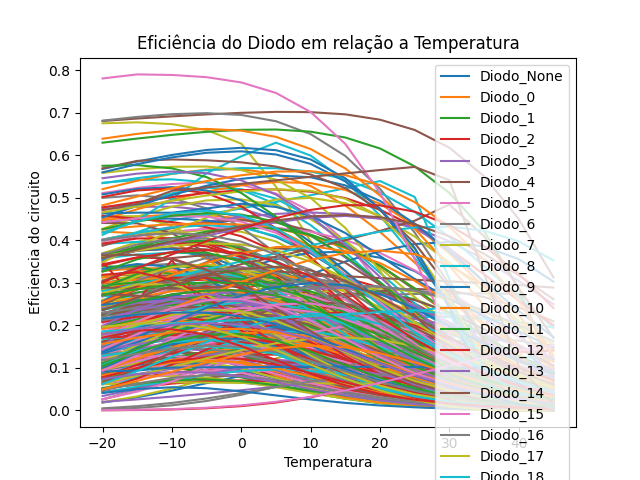 Eficiência do Diodo em relação a Temperatura
Eficiencia do circuito
0.8
0.7
0.6
0.5
0.4
0.3
0.2
0.1
0.0
−20
−10
0
10
20
30
40
Temperatura
Diodo_None
Diodo_0
Diodo_1
Diodo_2
Diodo_3
Diodo_4
Diodo_5
Diodo_6
Diodo_7
Diodo_8
Diodo_9
Diodo_10
Diodo_11
Diodo_12
Diodo_13
Diodo_14
Diodo_15
Diodo_16
Diodo_17
Diodo_18